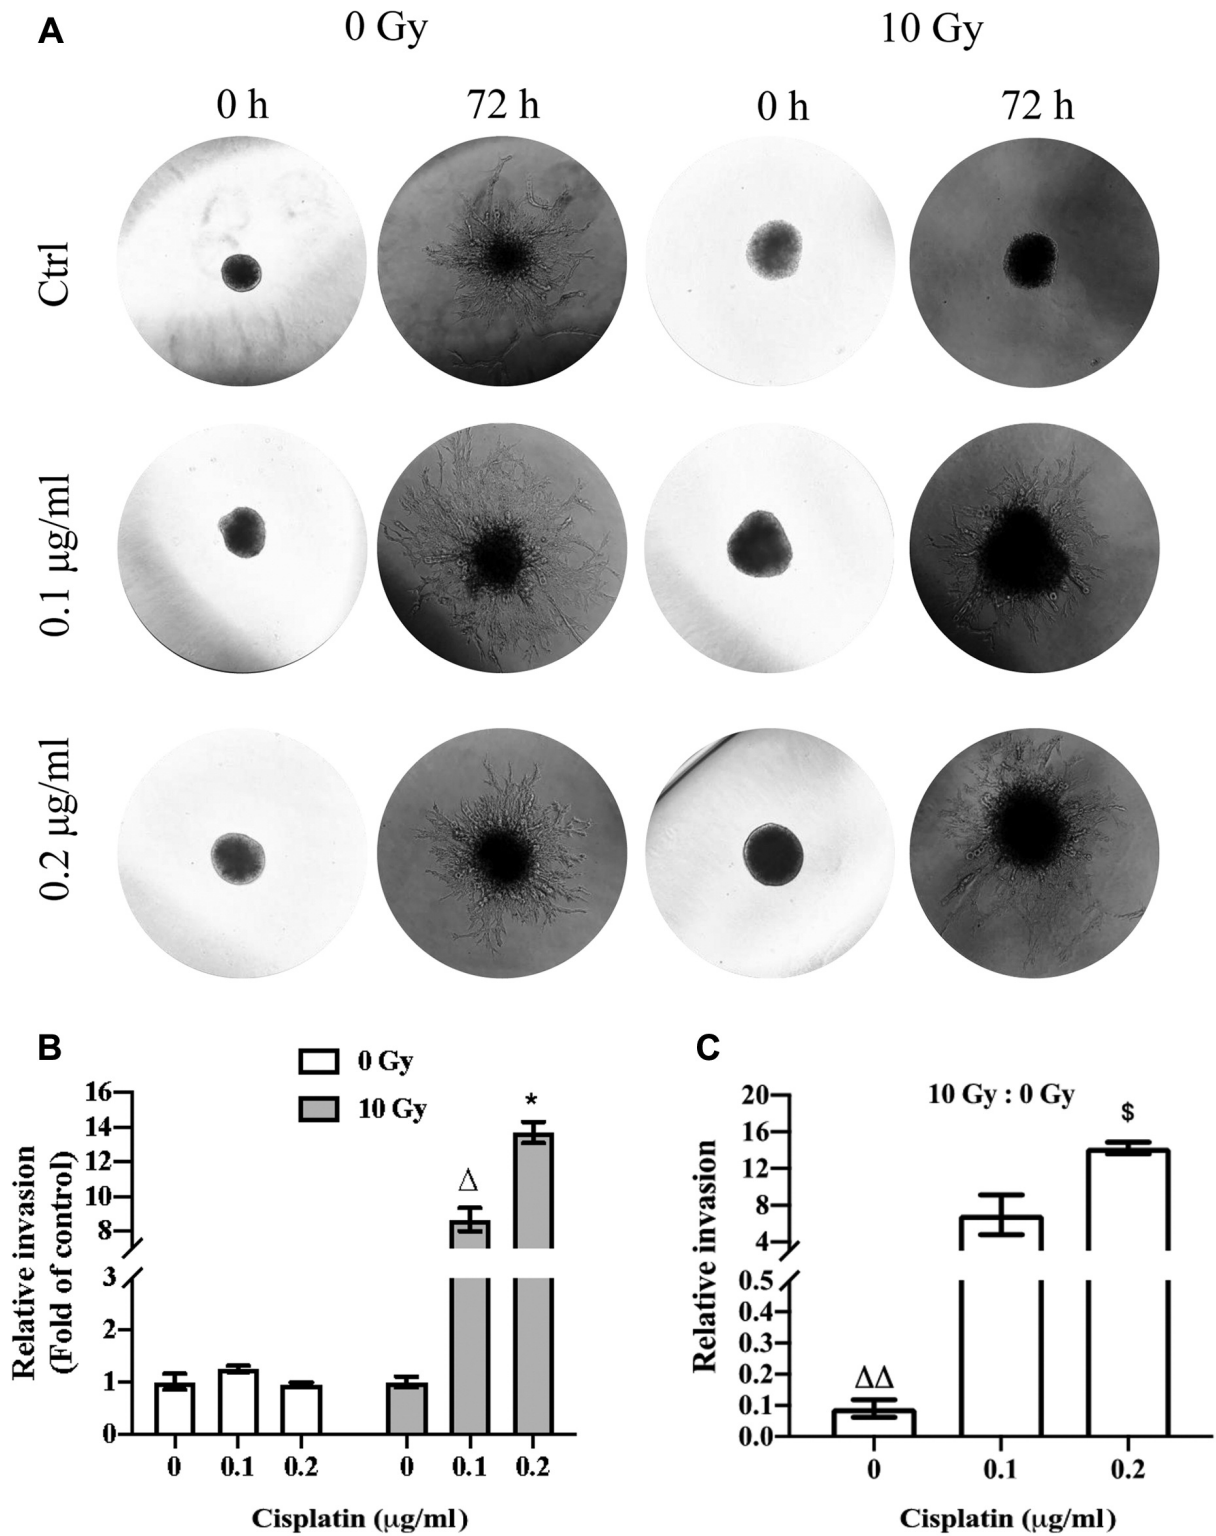 A
0 Gy
10 Gy
0 h
72 h
0 h
72 h
Ctrl
0.1 µg/ml
0.2 µg/ml
B
0 Gy
10 Gy
Relative invasion
(Fold of control)
16
14
12
10
8
3
2
1
0
Δ
*
0
0.1
0.2
0
0.1
0.2
Cisplatin (µg/ml)
C
10 Gy : 0 Gy
Relative invasion
20
16
12
8
4
0.5
0.4
0.3
0.2
0.1
0.0
ΔΔ
$
0
0.1
0.2
Cisplatin (µg/ml)